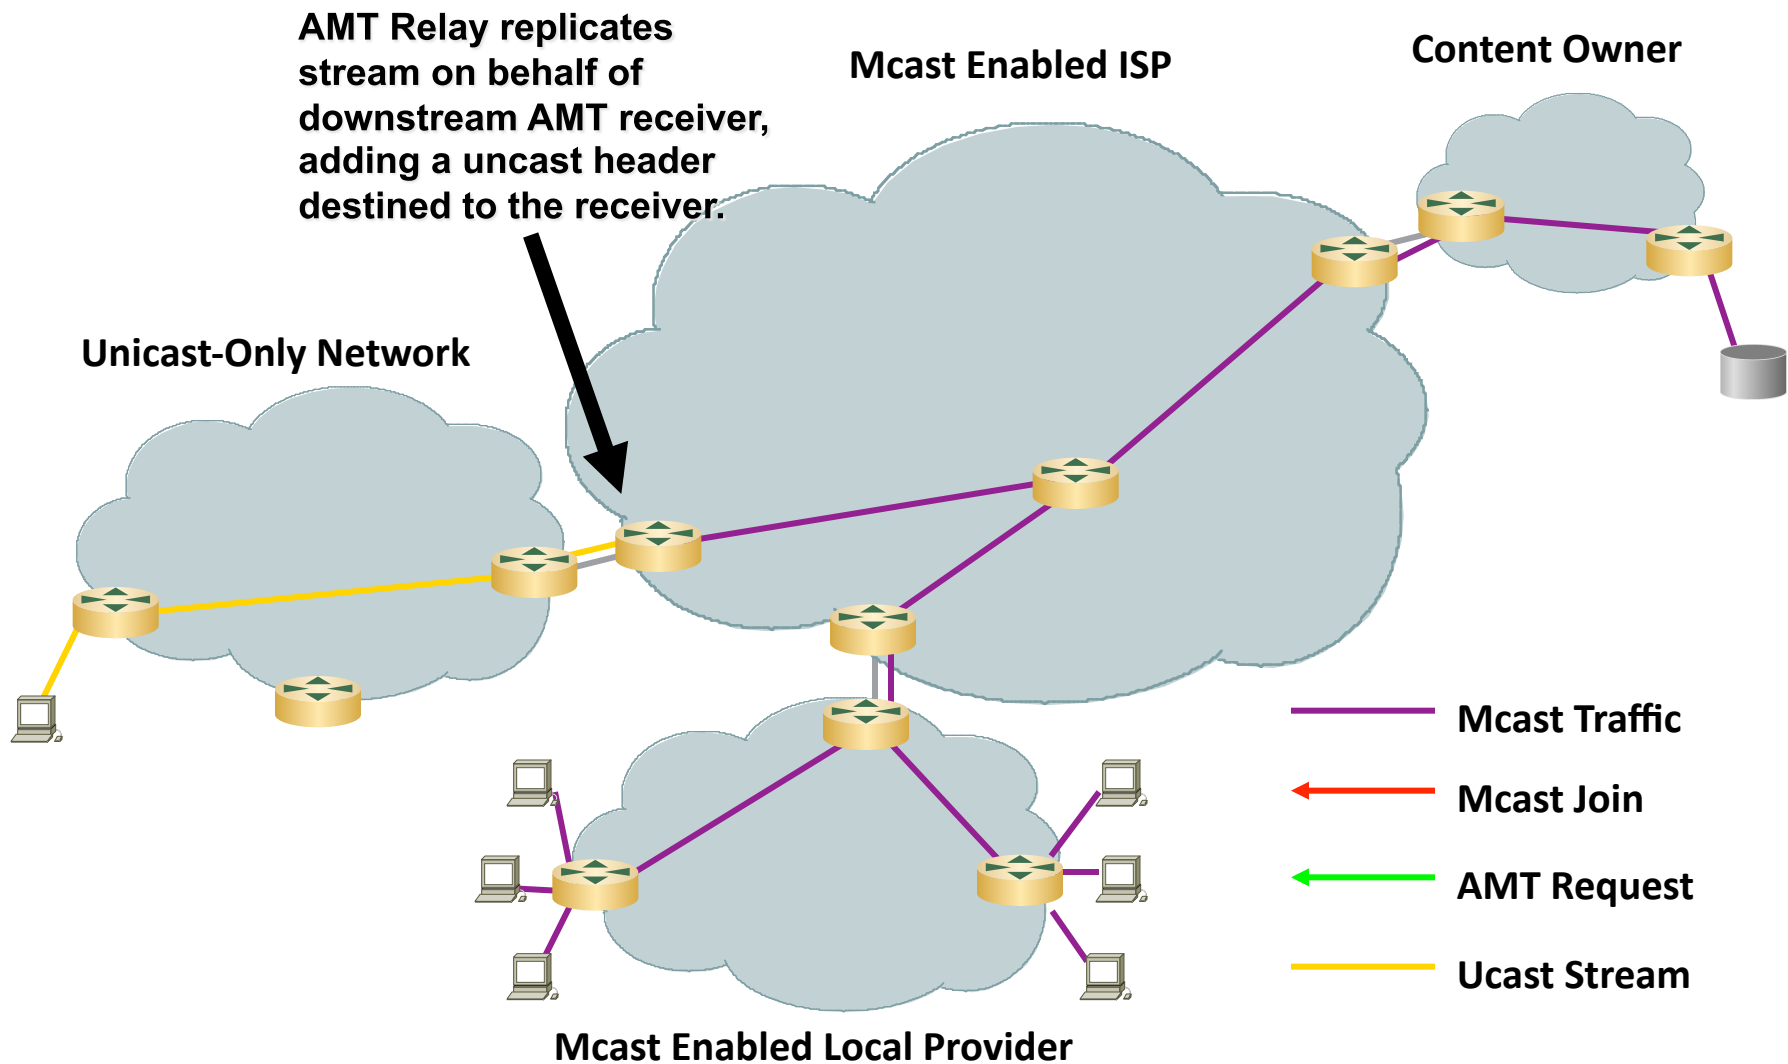 AMT Relay replicates
stream on behalf of
downstream AMT receiver,
adding a uncast header
destined to the receiver.
Mcast Enabled ISP
Content Owner
Unicast-Only Network
Mcast Traffic
Mcast Join
AMT Request
Ucast Stream
Mcast Enabled Local Provider